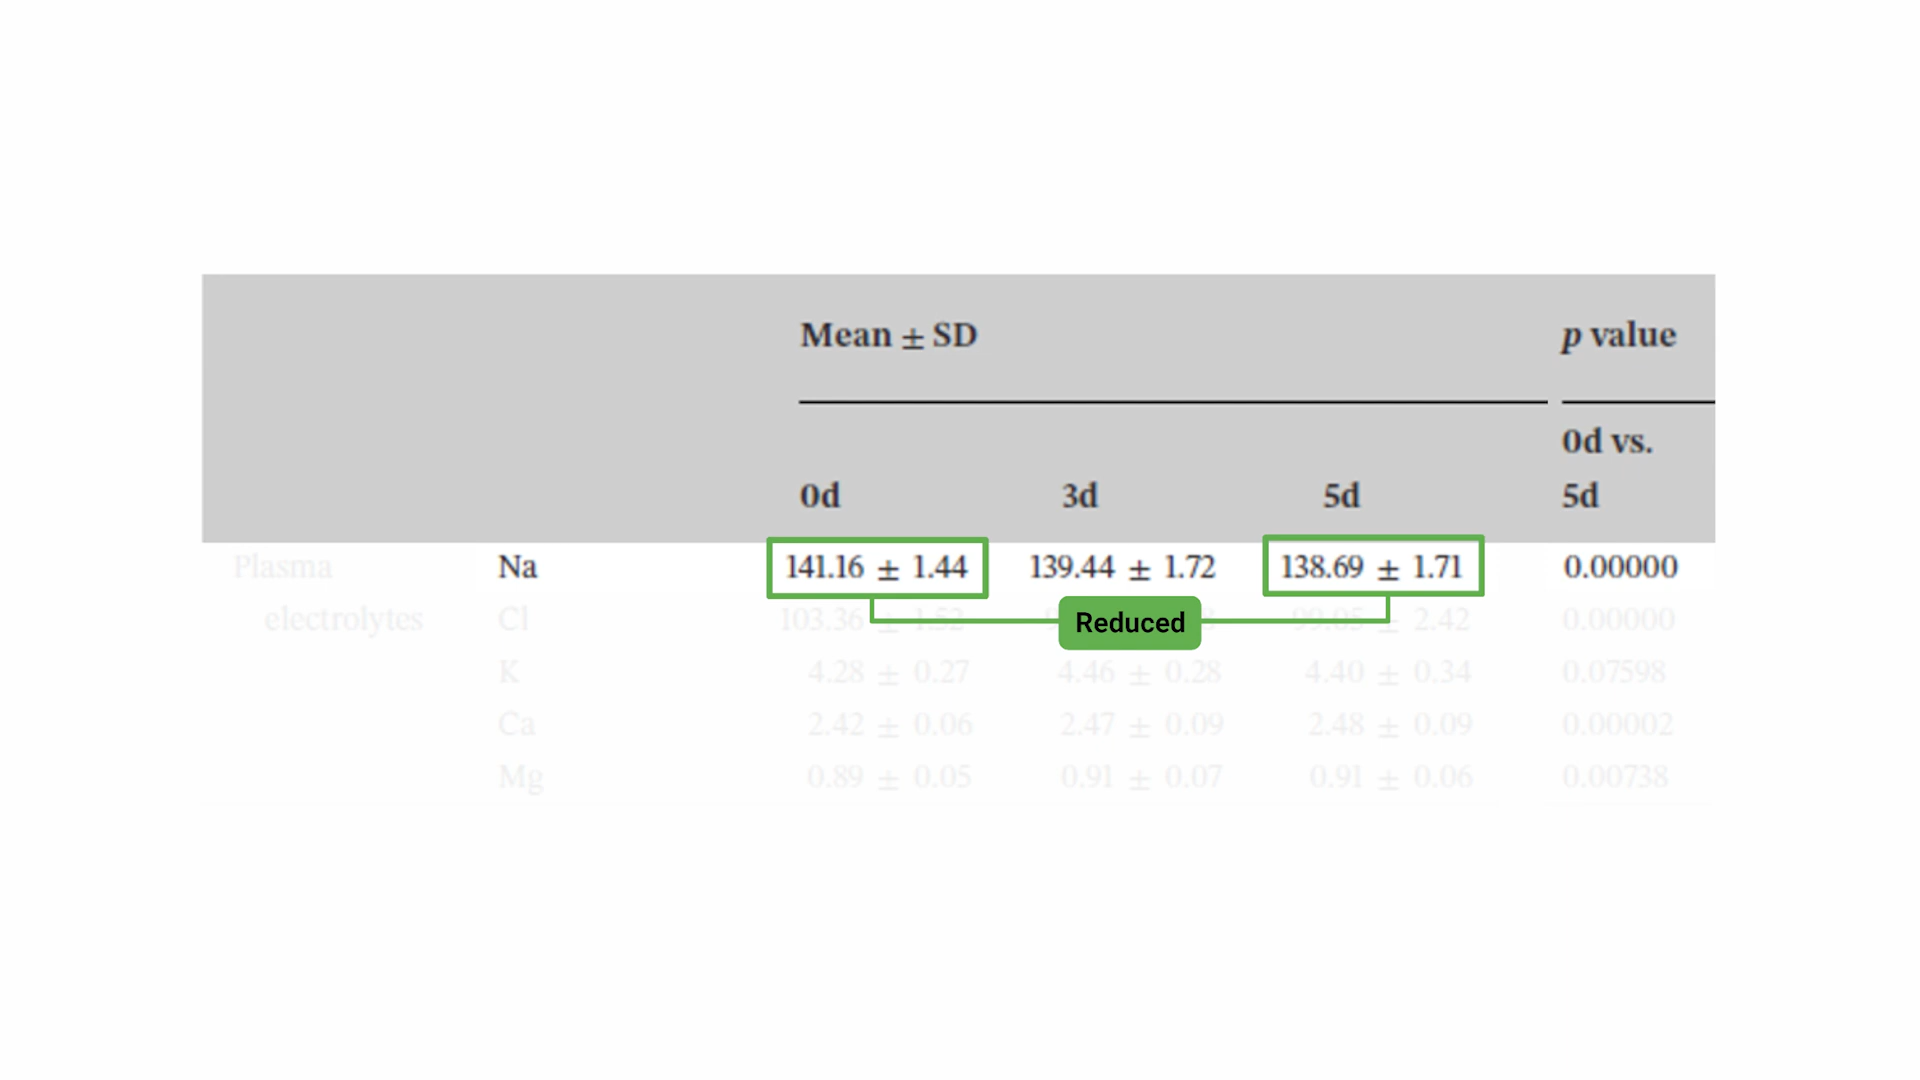 Mean ± SD p value
0d vs.
0d 3d 5d 5d
Plasma Na 141.16 ± 1.44 139.44 ± 1.72 138.69 ± 1.71 0.00000
electrolytes Cl 103.36 ± 1.52 99.05 ± 2.42 0.00000
Reduced
K 4.28 ± 0.27 4.46 ± 0.28 4.40 ± 0.34 0.07598
Ca 2.42 ± 0.06 2.47 ± 0.09 2.48 ± 0.09 0.00002
Mg 0.89 ± 0.05 0.91 ± 0.07 0.91 ± 0.06 0.00738